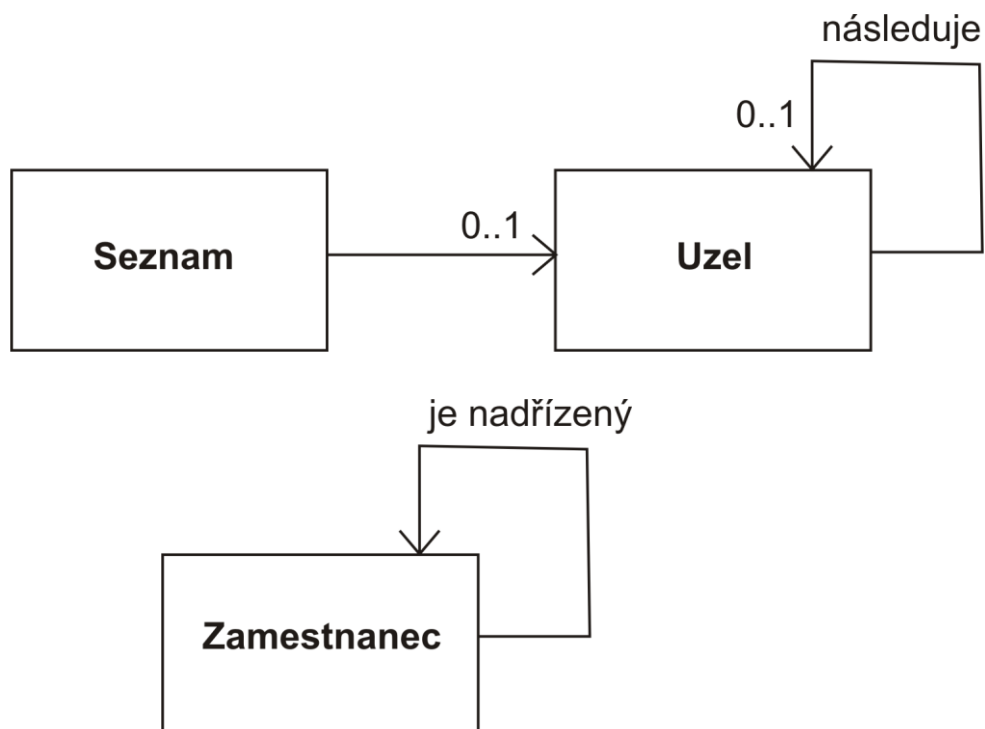 následuje
0..1
0..1
Seznam
Uzel
je nadřízený
Zamestnanec